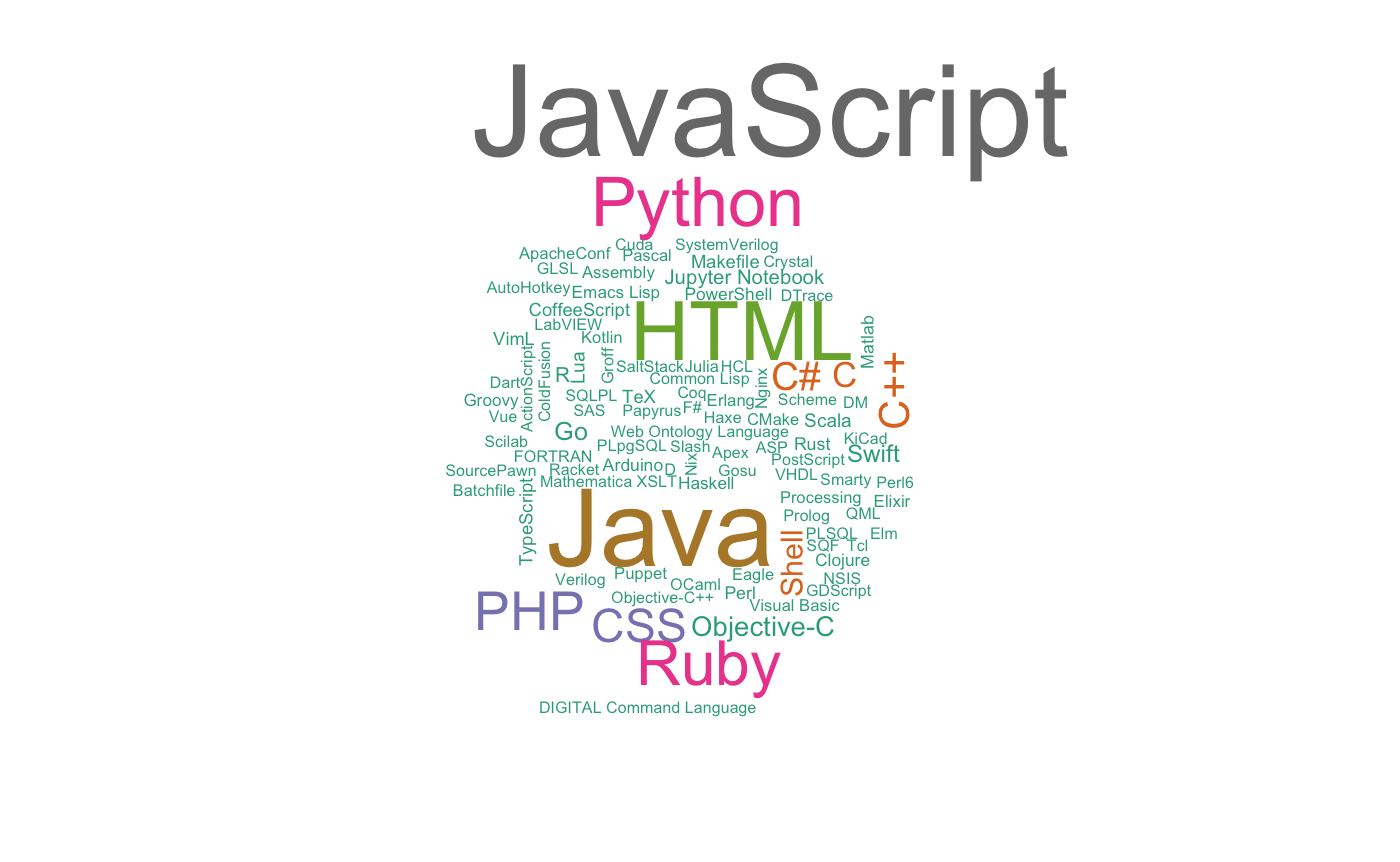 JavaScript
Python
Cuda
SystemVerilog
ApacheConf
Pascal
Makefile
Crystal
GLSL
Assembly
Jupyter Notebook
AutoHotkey
Emacs Lisp
PowerShell
DTrace
CoffeeScript
HTML
LabVIEW
VimL
Kotlin
Matlab
ActionScript
ColdFusion
R
Lua
Groff
SaltStack
Julia
HCL
Common Lisp
Nginx
C#
C
C++
Dart
Groovy
SQLPL
TeX
Coq
Erlang
Scheme
DM
Vue
SAS
Papyrus
F#
Haxe
CMake
Scala
Go
Web Ontology Language
Scilab
PLpgSQL
Slash
Apex
ASP
Rust
KiCad
FORTRAN
Nix
PostScript
Swift
SourcePawn
Racket
Arduino
D
Gosu
Batchfile
Mathematica
XSLT
Haskell
VHDL
Smarty
Perl6
TypeScript
Java
Processing
Elixir
Prolog
QML
Shell
PLSQL
Elm
SQF
Tcl
Clojure
Verilog
Puppet
OCaml
Eagle
NSIS
Objective-C++
Perl
GDScript
Visual Basic
PHP
CSS
Objective-C
Ruby
DIGITAL Command Language